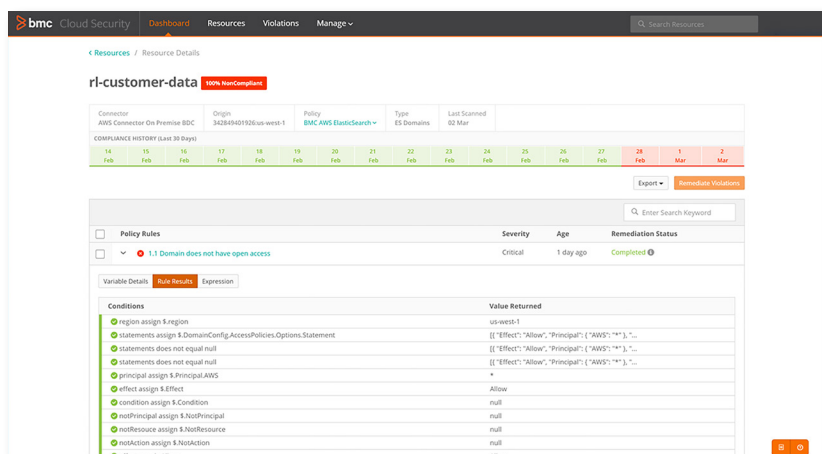 bmc Cloud Security Dashboard Resources Violations Manage Search Resources
Resources / Resource Details
rl-customer-data 100% NonCompliant
Connector Origin Policy Type Last Scanned
AWS Connector On Premise BDC 342849401926:us-west-1 BMC AWS ElasticSearch ES Domains 02 Mar
COMPLIANCE HISTORY (Last 30 Days)
14 15 16 17 18 19 20 21 22 23 24 25 26 27 28 1 2
Feb Feb Feb Feb Feb Feb Feb Feb Feb Feb Feb Feb Feb Feb Feb Mar Mar
Export Remediate Violations
Enter Search Keyword
Policy Rules Severity Age Remediation Status
1.1 Domain does not have open access Critical 1 day ago Completed
Variable Details Rule Results Expression
Conditions Value Returned
region assign $.region us-west-1
statements assign $.DomainConfig.AccessPolicies.Options.Statement [{ "Effect": "Allow", "Principal": { "AWS": "*" }, "...
statements does not equal null [{ "Effect": "Allow", "Principal": { "AWS": "*" }, "...
statements does not equal null [{ "Effect": "Allow", "Principal": { "AWS": "*" }, "...
principal assign $.Principal.AWS *
effect assign $.Effect Allow
condition assign $.Condition null
notPrincipal assign $.NotPrincipal null
notResouce assign $.NotResource null
notAction assign $.NotAction null